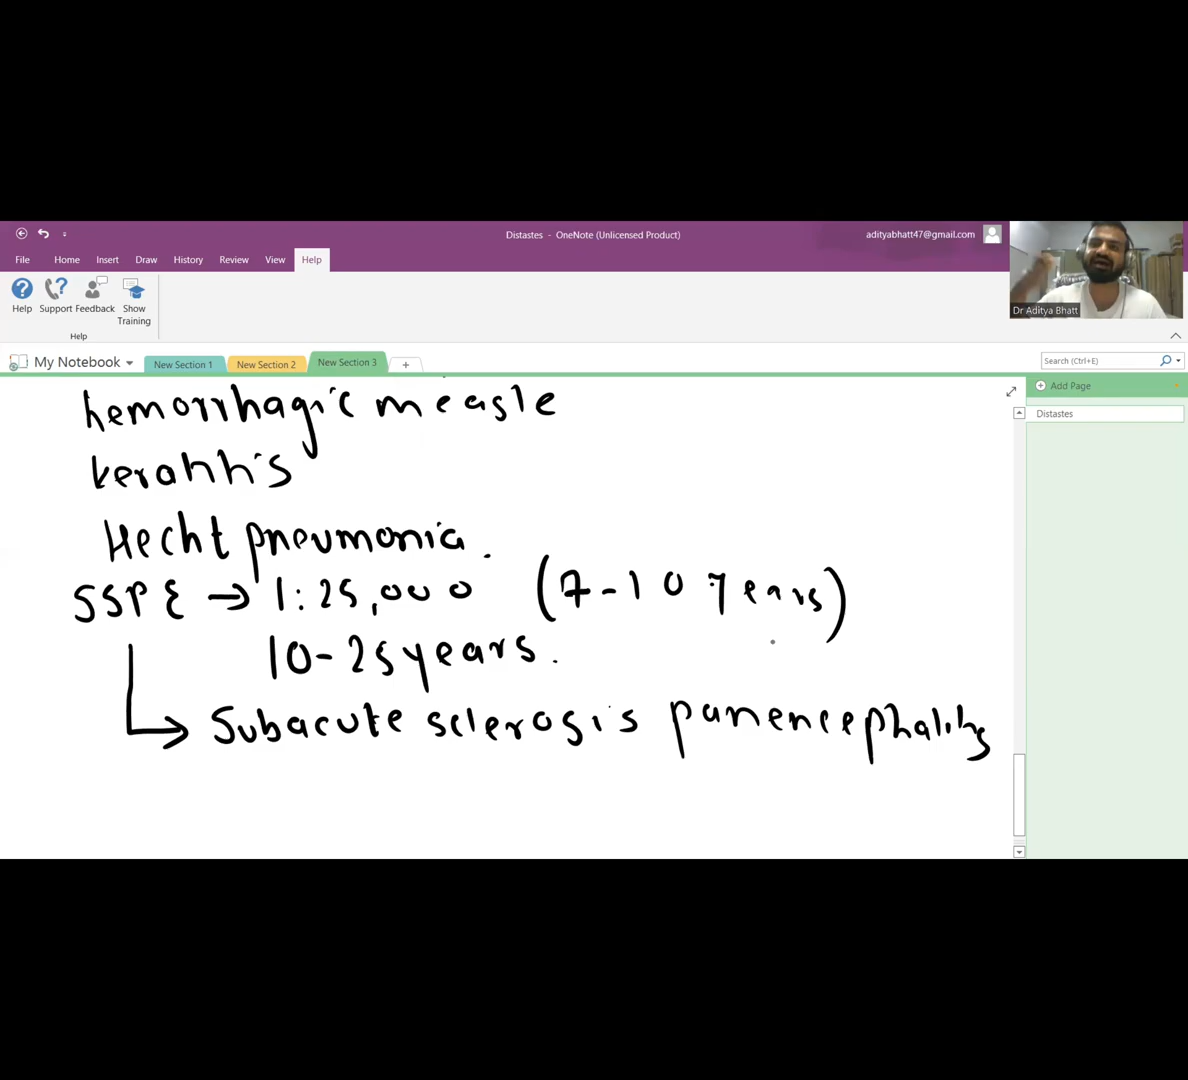 Distastes - OneNote (Unlicensed Product)
adityabhatt47@gmail.com
File Home Insert Draw History Review View Help
Help Support Feedback Show Training
Help
Dr Aditya Bhatt
My Notebook New Section 1 New Section 2 New Section 3
Search (Ctrl+E)
Add Page
Distastes
hemorrhagic measle
keratitis
Hecht pneumonia.
SSPE → 1:25,000 (7-10 years)
10-25 years.
Subacute sclerosis panencephalitis